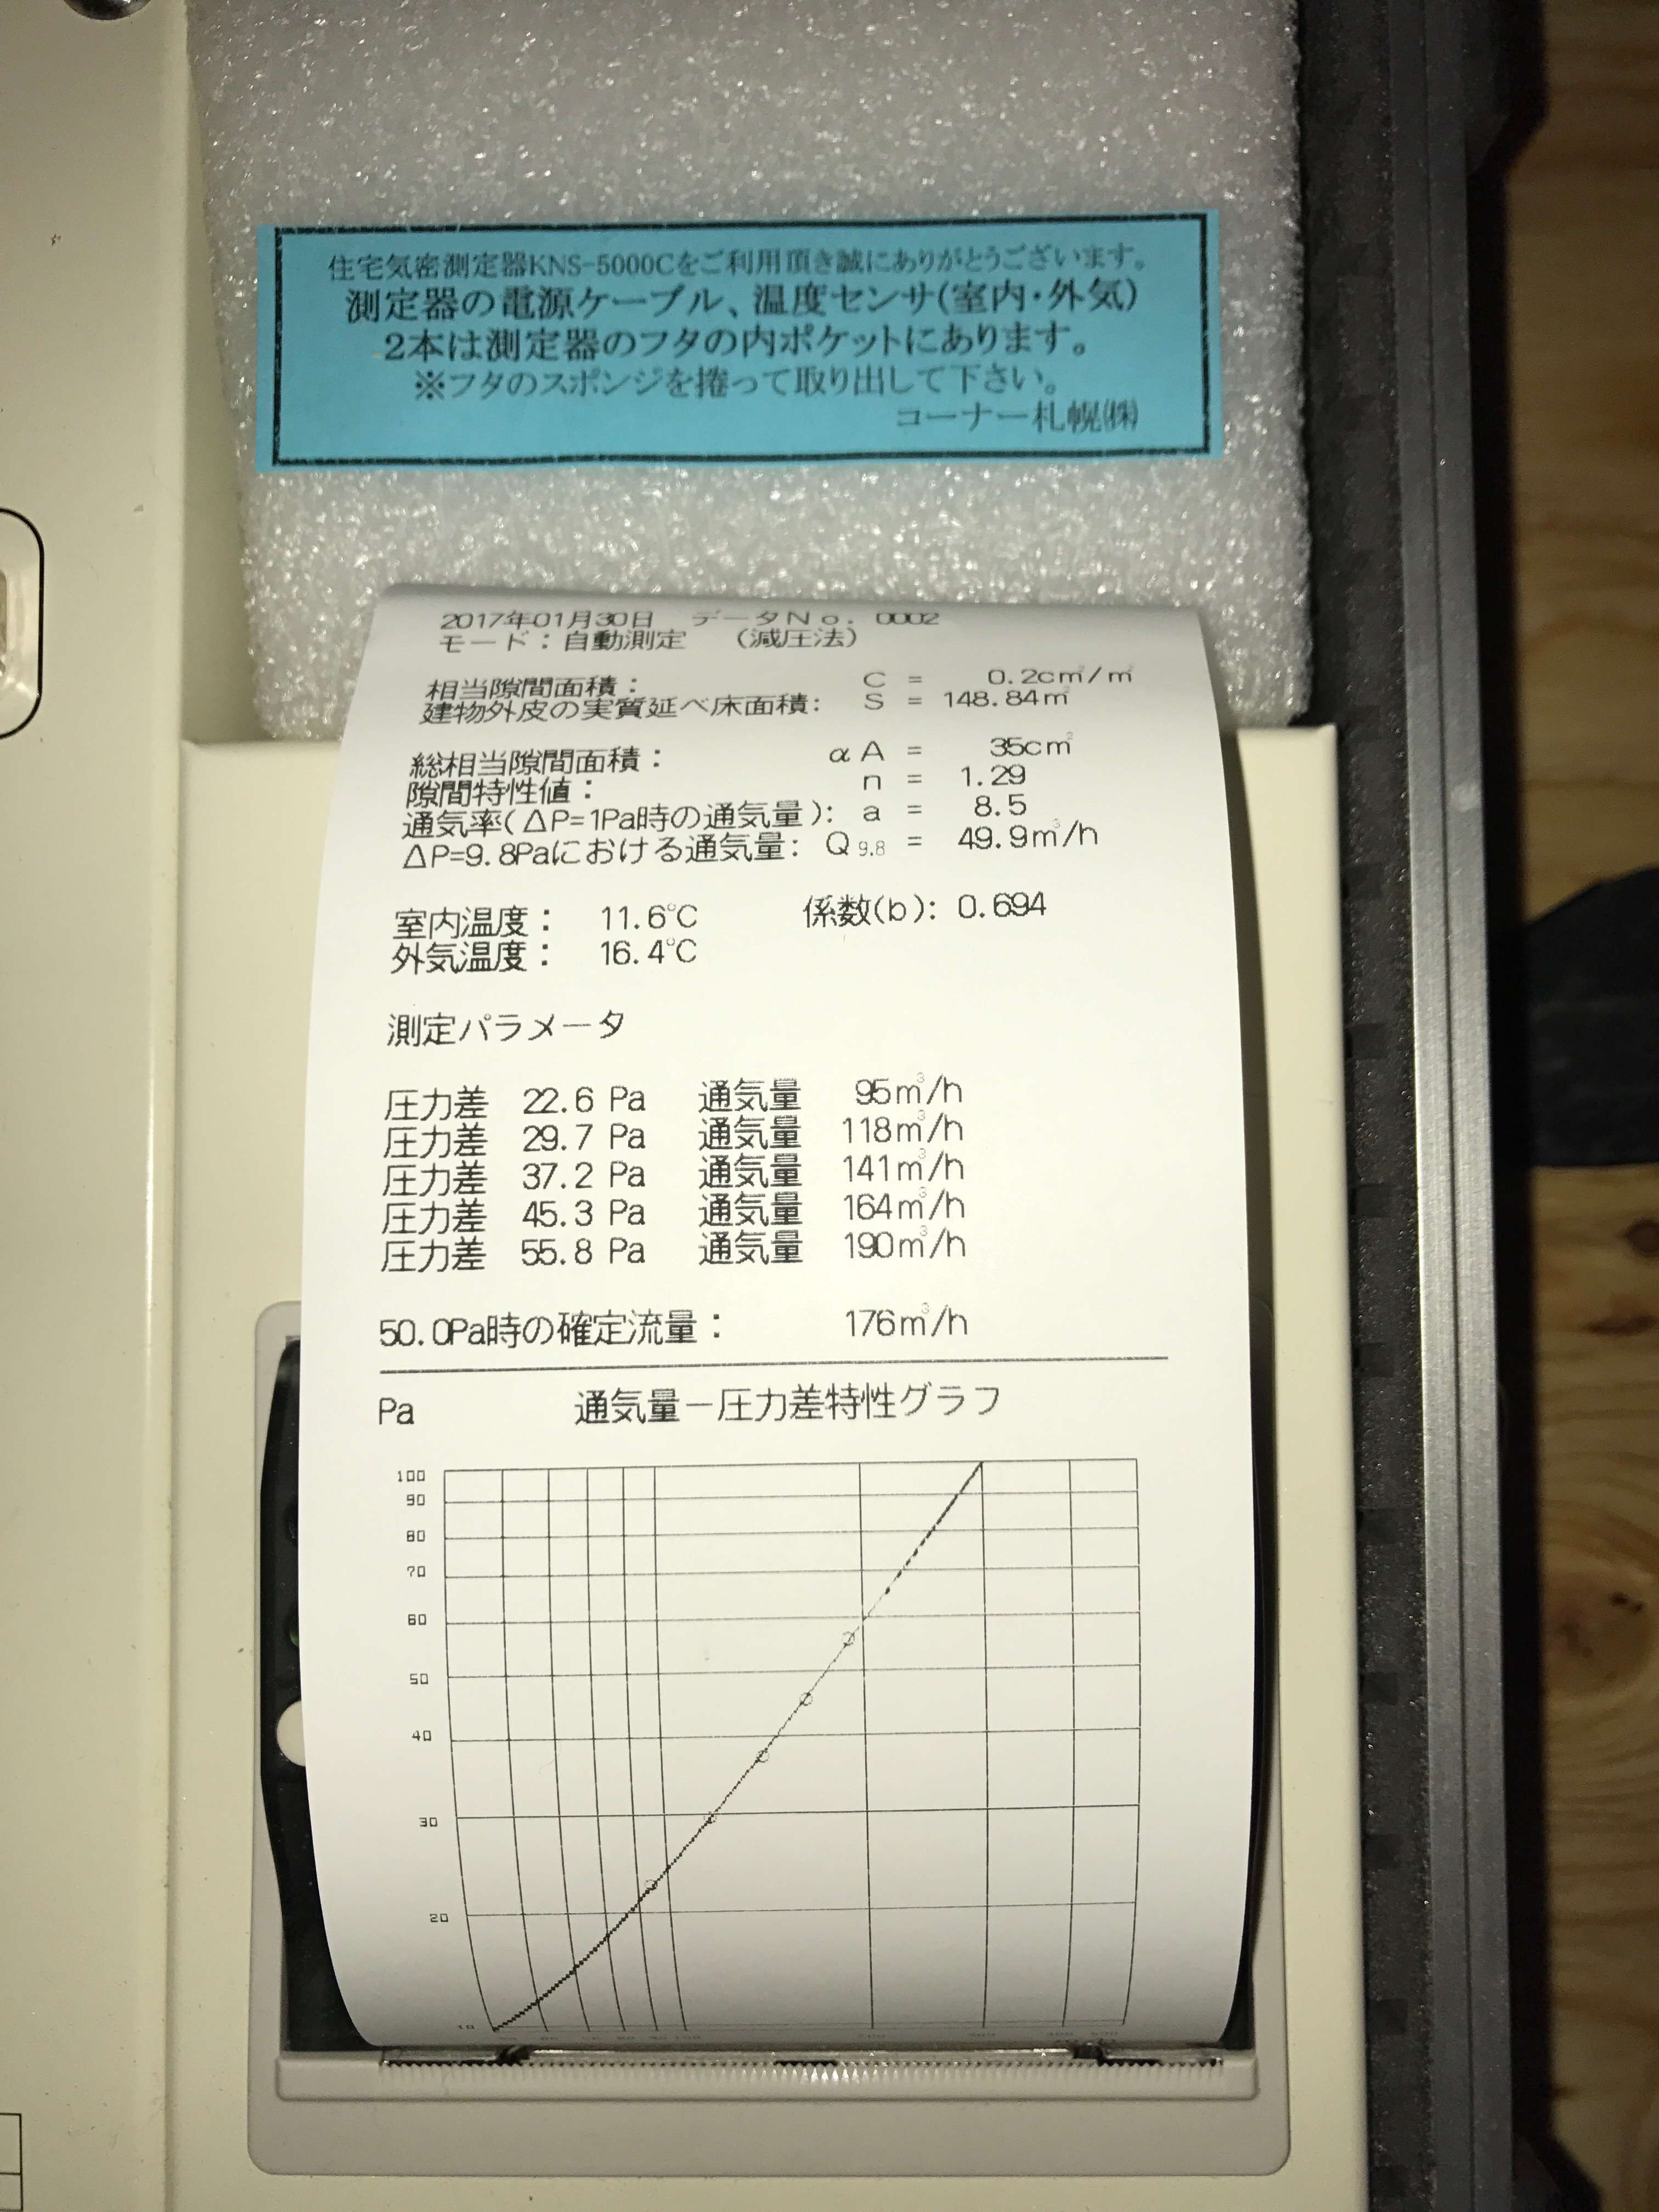 住宅気密測定器KNS-5000Cをご利用頂き誠にありがとうございます。
測定器の電源ケーブル、温度センサ(室内・外気)
2本は測定器のフタの内ポケットにあります。
※フタのスポンジを捲って取り出して下さい。
コーナー札幌㈱
2017年01月30日 データNo. 0002
モード:自動測定 (減圧法)
相当隙間面積: C = 0.2c㎡/㎡
建物外皮の実質延べ床面積: S = 148.84㎡
総相当隙間面積: αA = 35c㎡
隙間特性値: n = 1.29
通気率(ΔP=1Pa時の通気量): a = 8.5
ΔP=9.8Paにおける通気量: Q9.8 = 49.9m³/h
室内温度: 11.6℃ 係数(b): 0.694
外気温度: 16.4℃
測定パラメータ
圧力差 22.6 Pa 通気量 95m³/h
圧力差 29.7 Pa 通気量 118m³/h
圧力差 37.2 Pa 通気量 141m³/h
圧力差 45.3 Pa 通気量 164m³/h
圧力差 55.8 Pa 通気量 190m³/h
50.0Pa時の確定流量: 176m³/h
Pa 通気量-圧力差特性グラフ
100
90
80
70
60
50
40
30
20
10